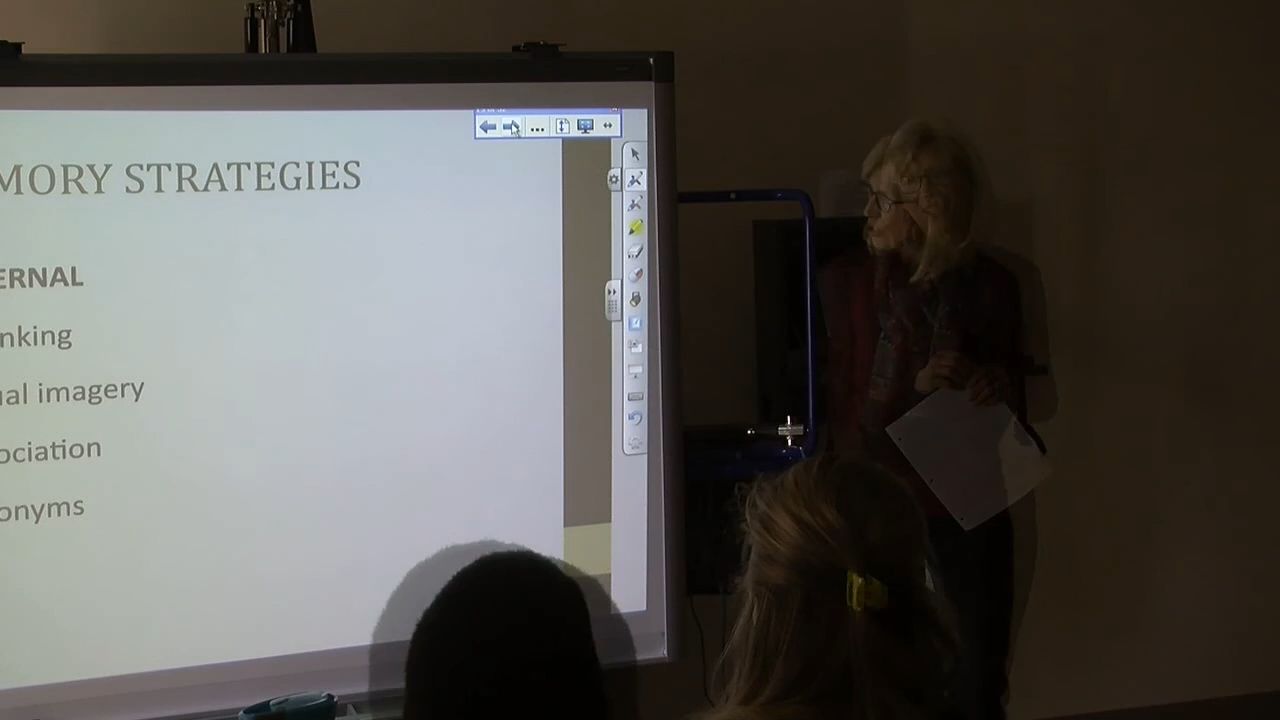 MORY STRATEGIES
ERNAL
nking
ual imagery
ociation
onyms